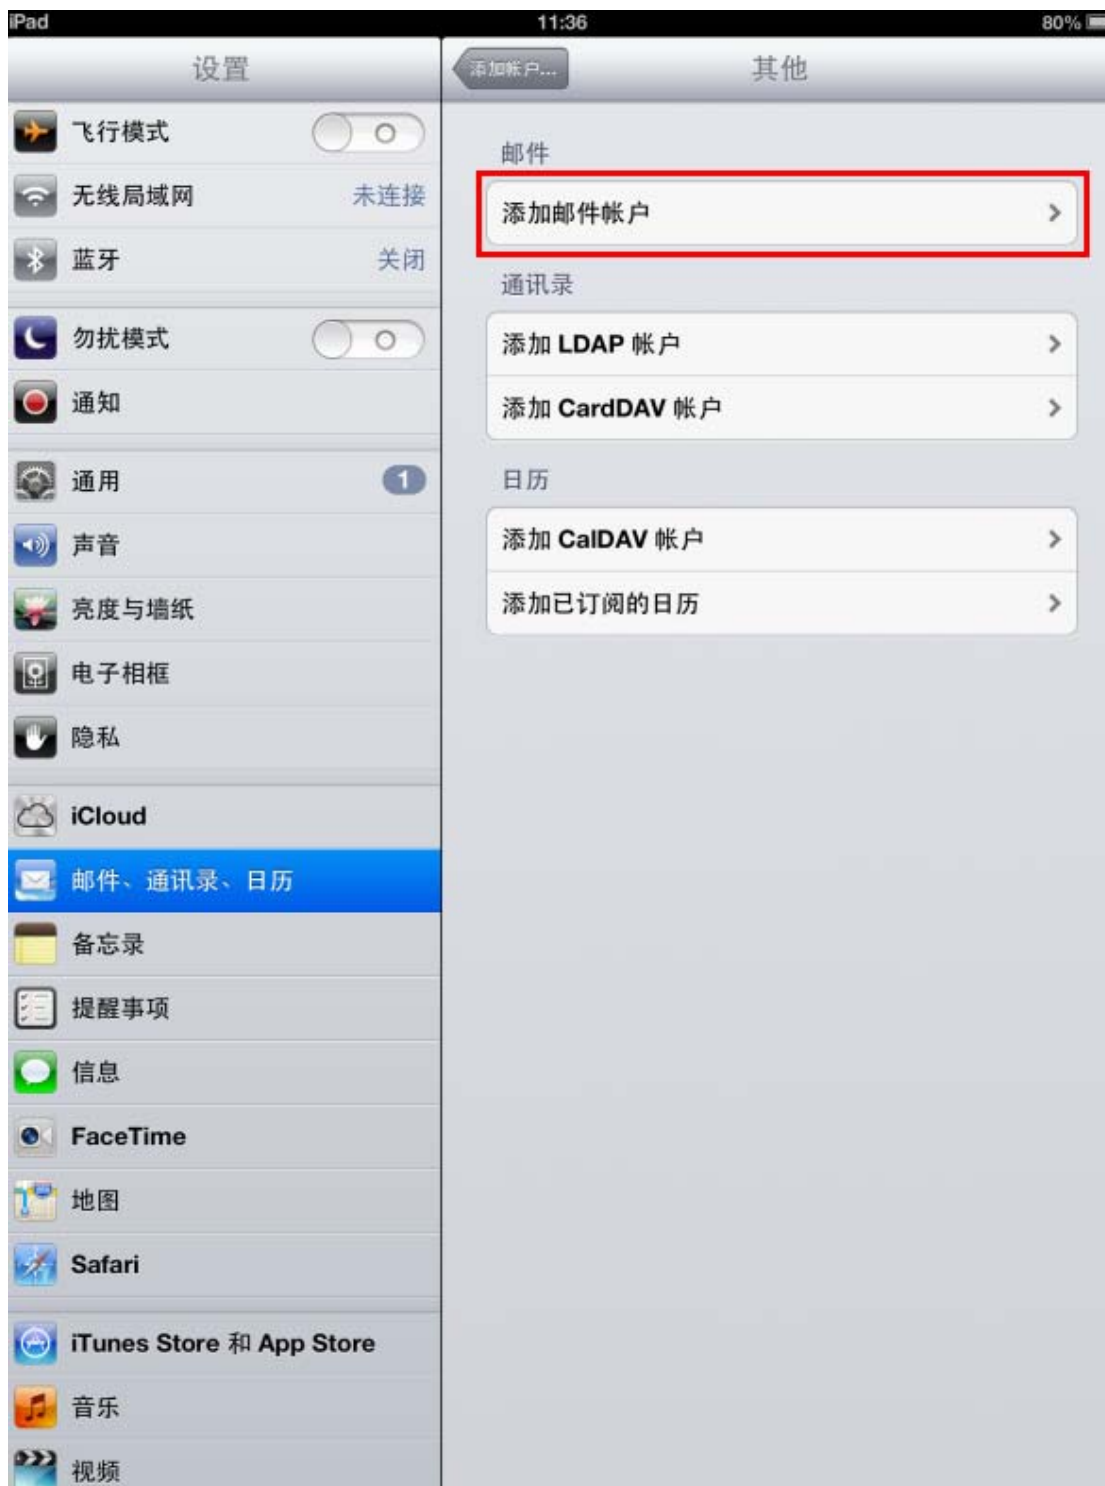 iPad
11:36
80%
设置
飞行模式
无线局域网
未连接
蓝牙
关闭
勿扰模式
通知
通用
1
声音
亮度与墙纸
电子相框
隐私
iCloud
邮件、通讯录、日历
备忘录
提醒事项
信息
FaceTime
地图
Safari
iTunes Store 和 App Store
音乐
视频
添加帐户...
其他
邮件
添加邮件帐户
通讯录
添加 LDAP 帐户
添加 CardDAV 帐户
日历
添加 CalDAV 帐户
添加已订阅的日历